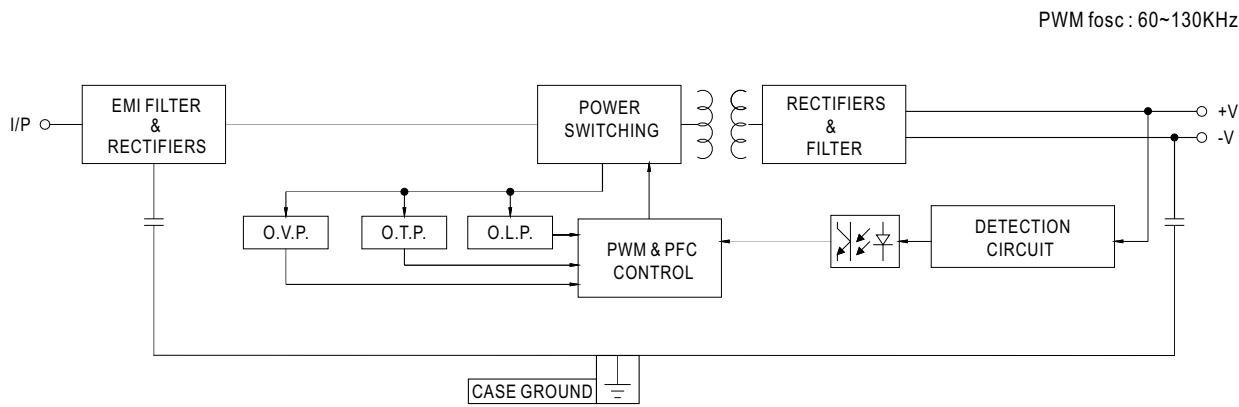 PWM fosc : 60~130KHz
I/P
EMI FILTER
&
RECTIFIERS
POWER
SWITCHING
RECTIFIERS
&
FILTER
+V
-V
O.V.P.
O.T.P.
O.L.P.
PWM & PFC
CONTROL
DETECTION
CIRCUIT
CASE GROUND